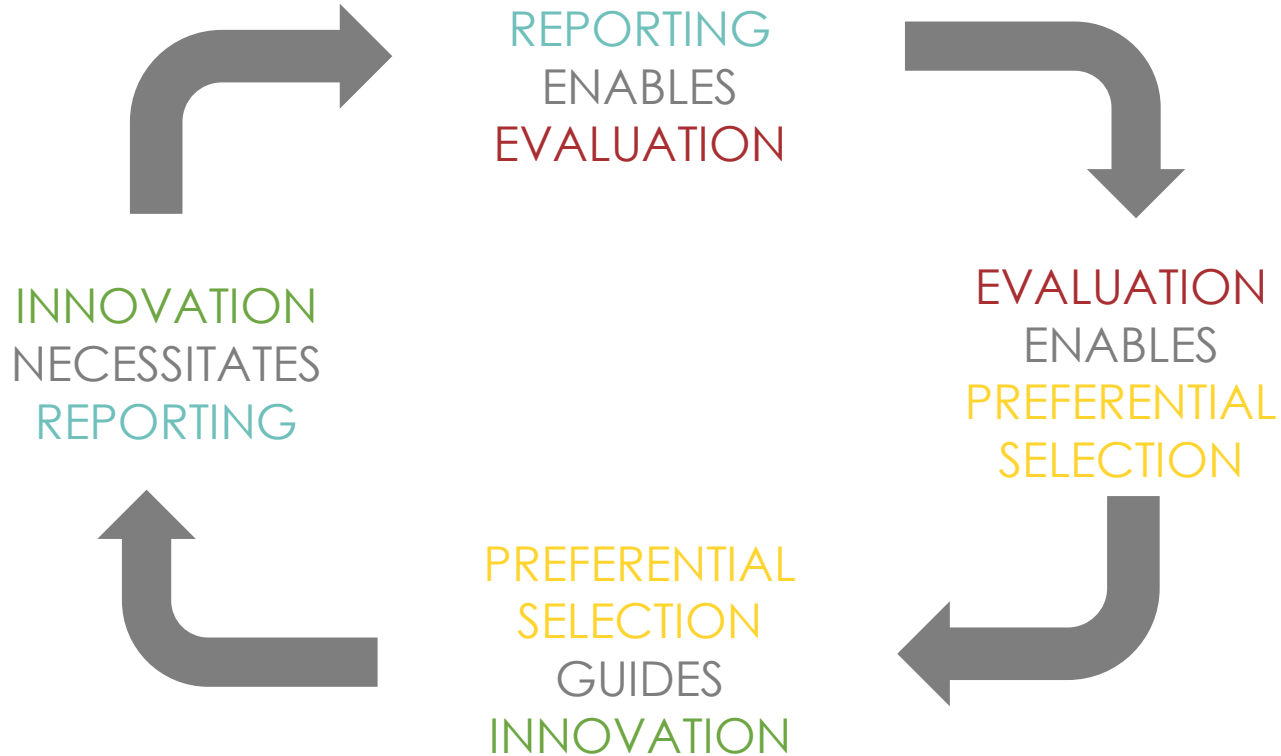 REPORTING
ENABLES
EVALUATION
EVALUATION
ENABLES
PREFERENTIAL
SELECTION
PREFERENTIAL
SELECTION
GUIDES
INNOVATION
INNOVATION
NECESSITATES
REPORTING